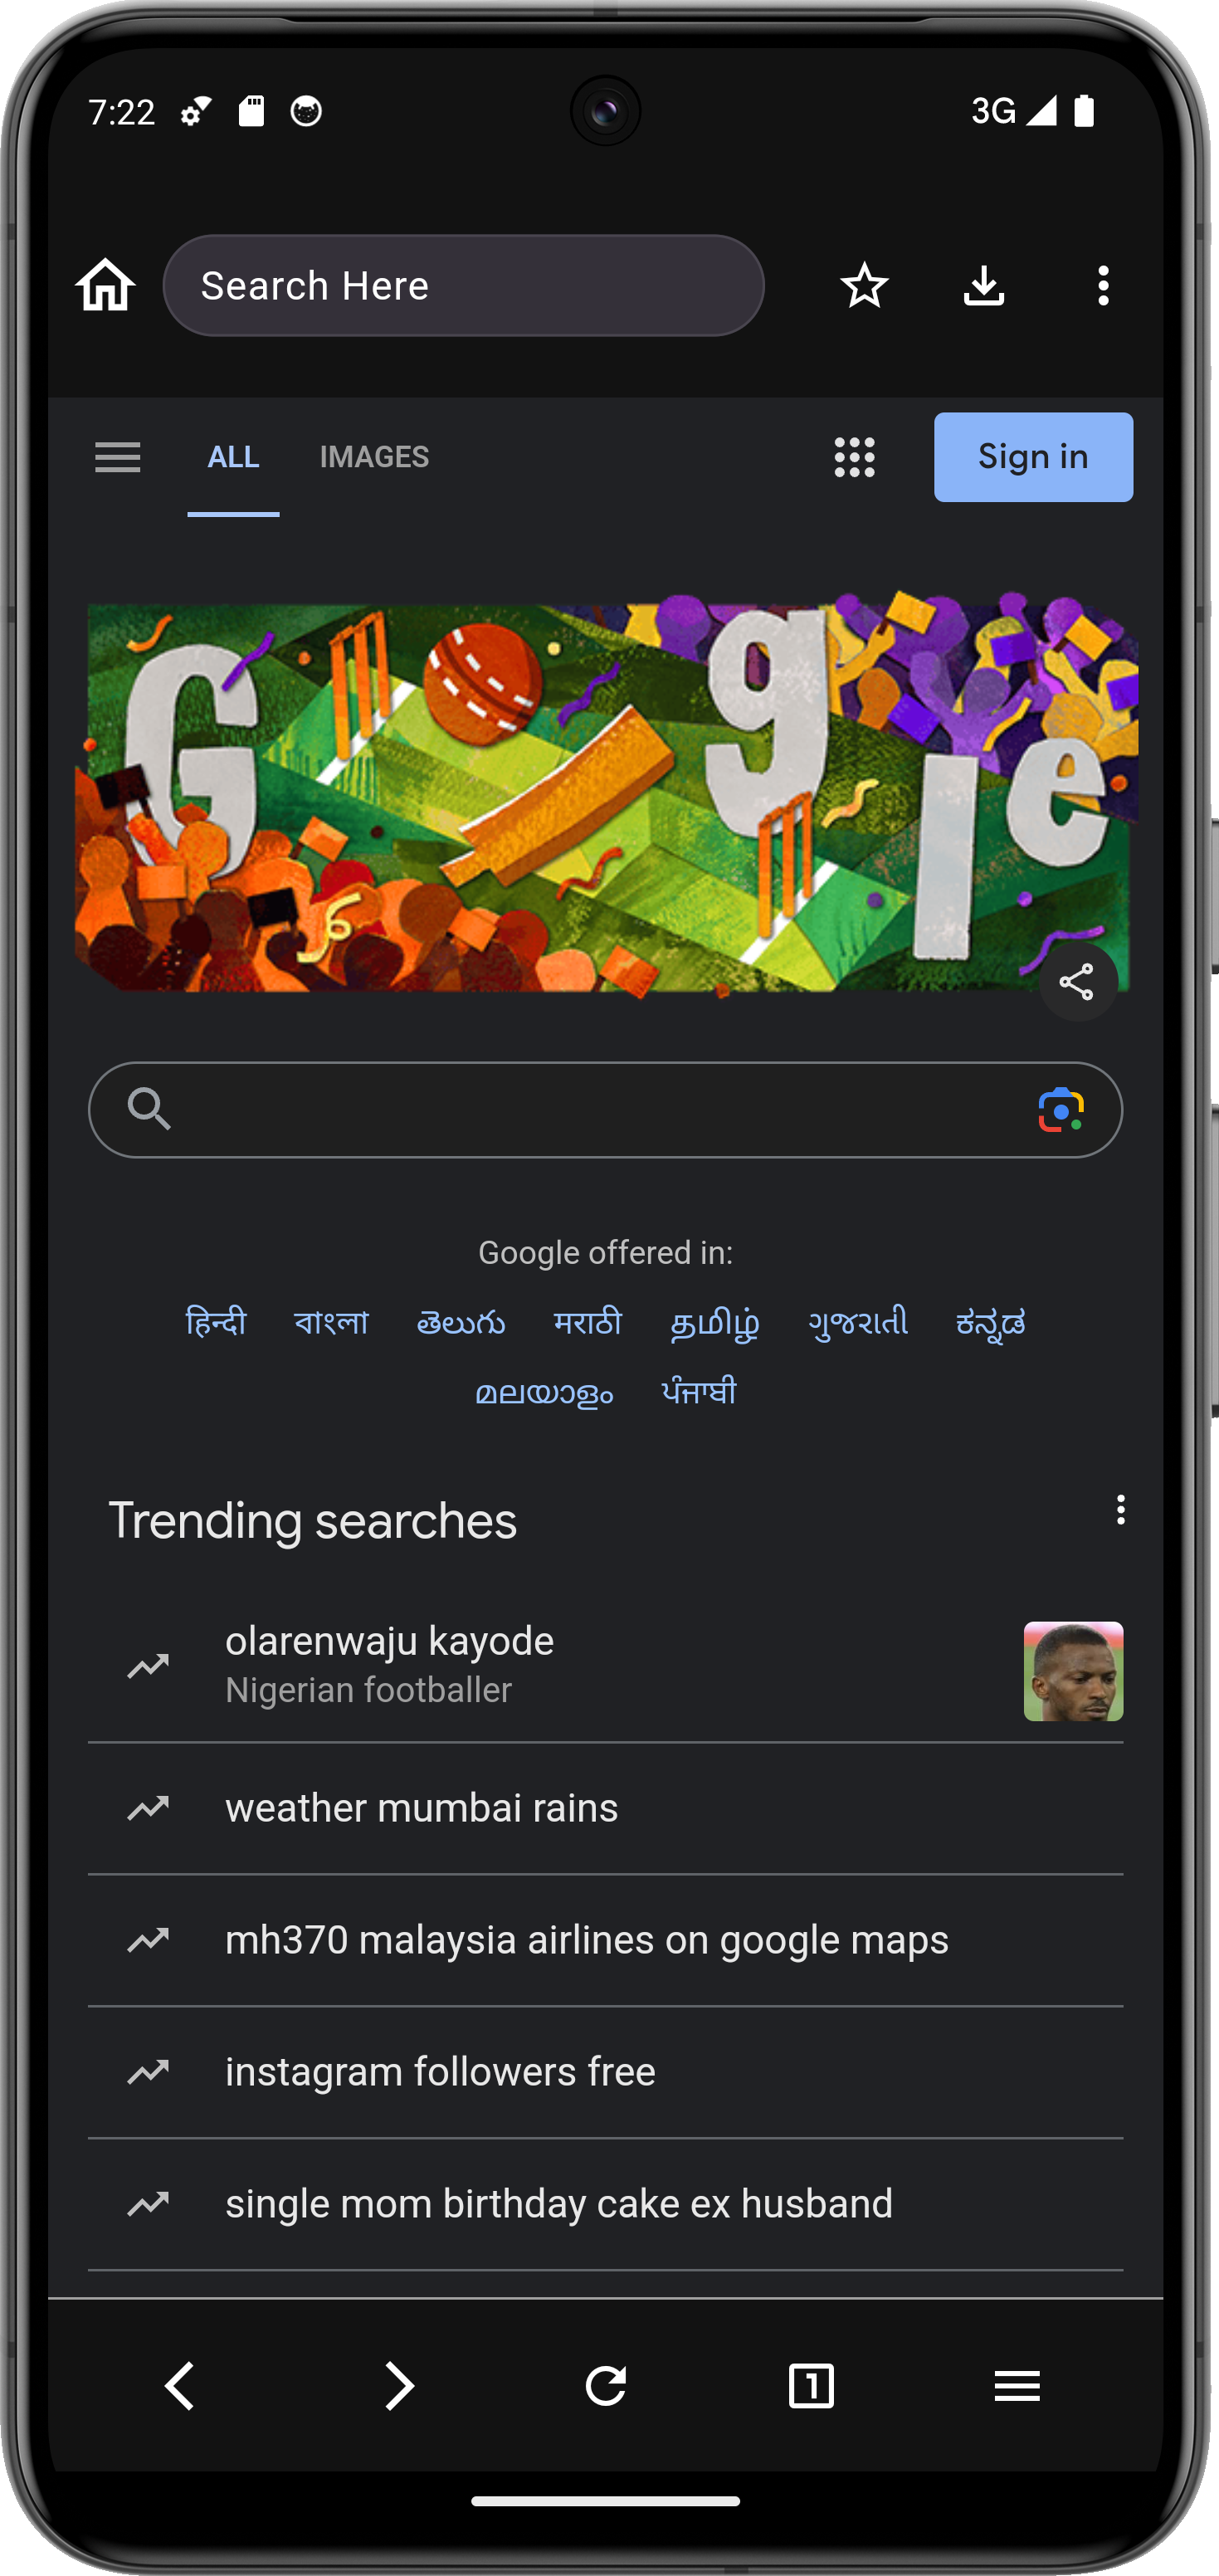 7:22 3G
Search Here
ALL IMAGES Sign in
G gle
Google offered in:
हिन्दी বাংলা తెలుగు मराठी தமிழ் ગુજરાતી ಕನ್ನಡ
മലയാളം ਪੰਜਾਬੀ
Trending searches
olarenwaju kayode
Nigerian footballer
weather mumbai rains
mh370 malaysia airlines on google maps
instagram followers free
single mom birthday cake ex husband
1